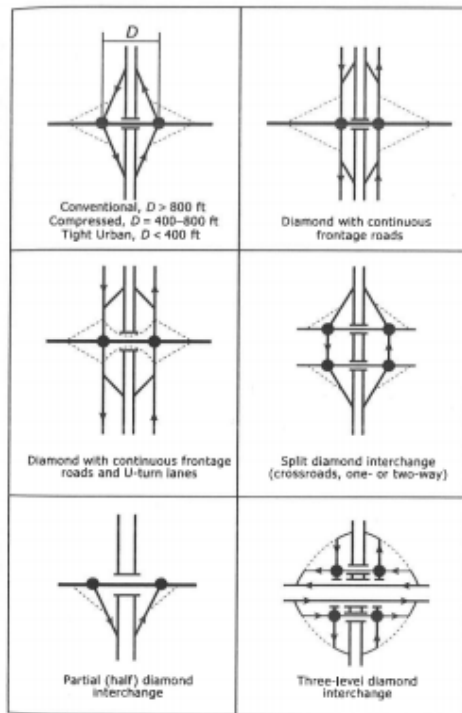 D
Conventional, D > 800 ft
Compressed, D = 400–800 ft
Tight Urban, D < 400 ft
Diamond with continuous
frontage roads
Diamond with continuous frontage
roads and U-turn lanes
Split diamond interchange
(crossroads, one- or two-way)
Partial (half) diamond
interchange
Three-level diamond
interchange